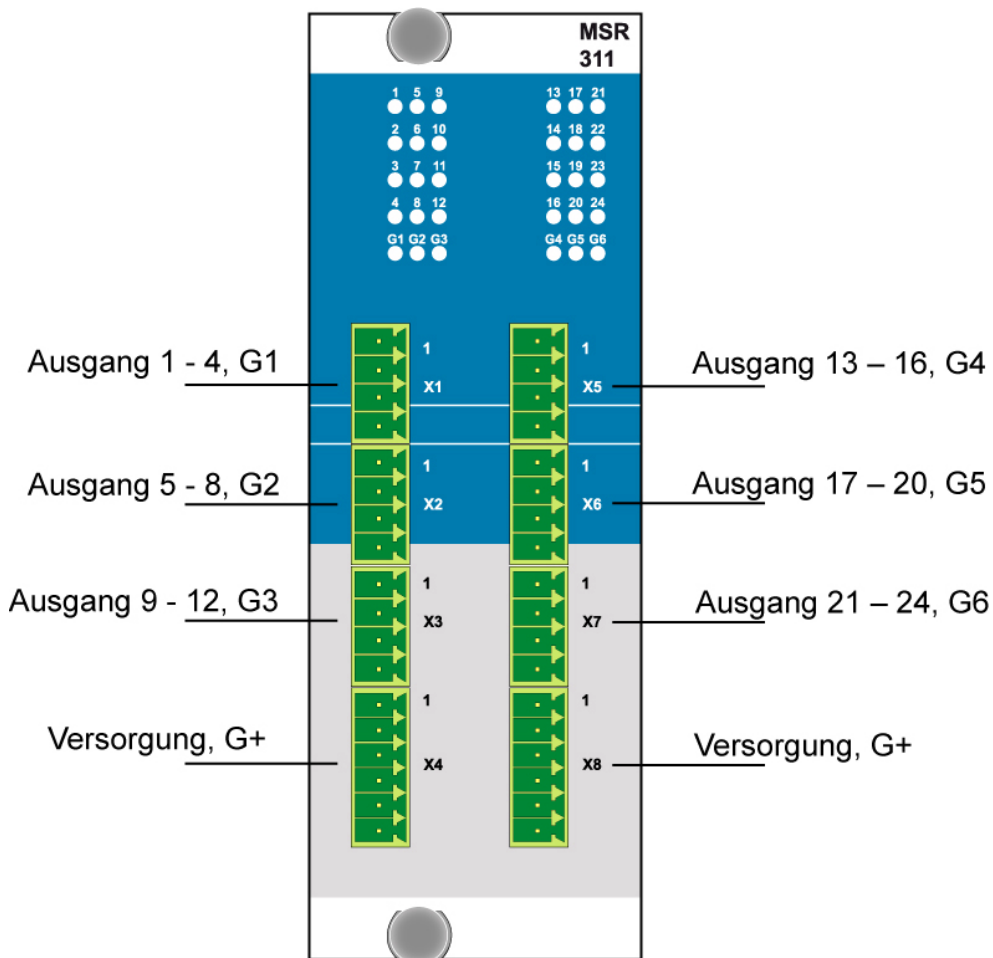 MSR
311
1 5 9
13 17 21
2 6 10
14 18 22
3 7 11
15 19 23
4 8 12
16 20 24
G1 G2 G3
G4 G5 G6
1
1
Ausgang 1 - 4, G1
X1
X5
Ausgang 13 – 16, G4
1
1
Ausgang 5 - 8, G2
X2
X6
Ausgang 17 – 20, G5
1
1
Ausgang 9 - 12, G3
X3
X7
Ausgang 21 – 24, G6
1
1
Versorgung, G+
X4
X8
Versorgung, G+